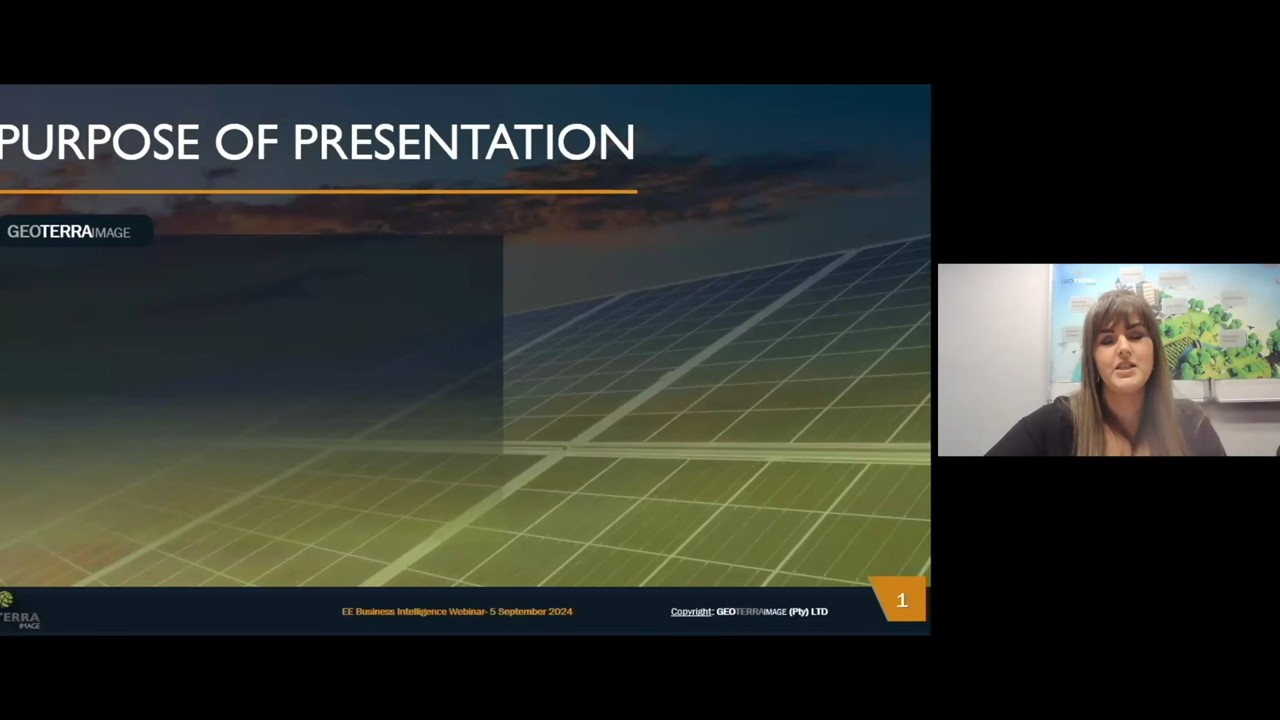 PURPOSE OF PRESENTATION
GEOTERRAIMAGE
TERRA
IMAGE
EE Business Intelligence Webinar- 5 September 2024
Copyright: GEOTERRAIMAGE (Pty) LTD
1